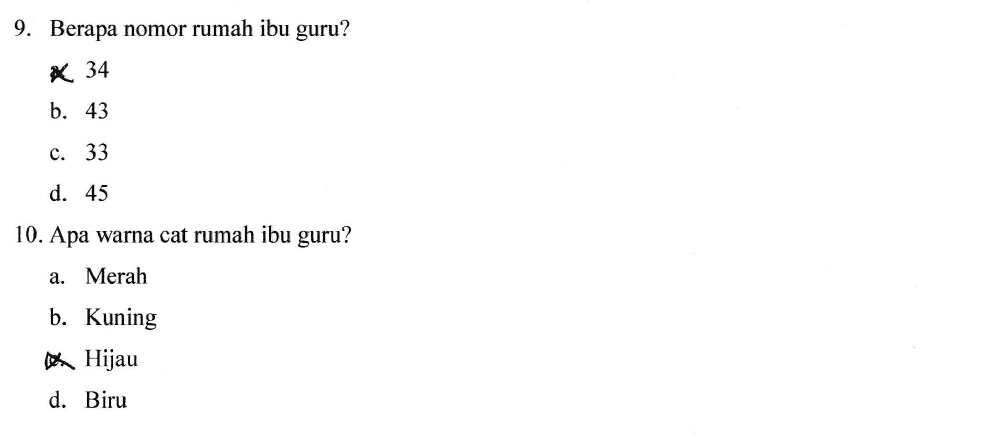 9. Berapa nomor rumah ibu guru?
a. 34
b. 43
c. 33
d. 45
10. Apa warna cat rumah ibu guru?
a. Merah
b. Kuning
c. Hijau
d. Biru